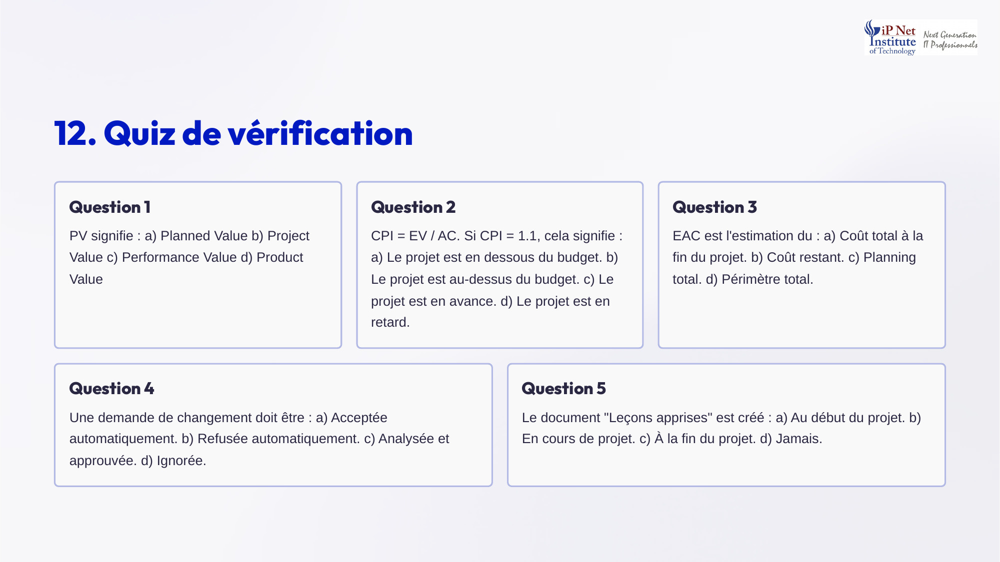 iP Net
Institute
of Technology
Next Generation
IT Professionnels
12. Quiz de vérification
Question 1
PV signifie : a) Planned Value b) Project
Value c) Performance Value d) Product
Value
Question 2
CPI = EV / AC. Si CPI = 1.1, cela signifie :
a) Le projet est en dessous du budget. b)
Le projet est au-dessus du budget. c) Le
projet est en avance. d) Le projet est en
retard.
Question 3
EAC est l'estimation du : a) Coût total à la
fin du projet. b) Coût restant. c) Planning
total. d) Périmètre total.
Question 4
Une demande de changement doit être : a) Acceptée
automatiquement. b) Refusée automatiquement. c) Analysée et
approuvée. d) Ignorée.
Question 5
Le document "Leçons apprises" est créé : a) Au début du projet. b)
En cours de projet. c) À la fin du projet. d) Jamais.